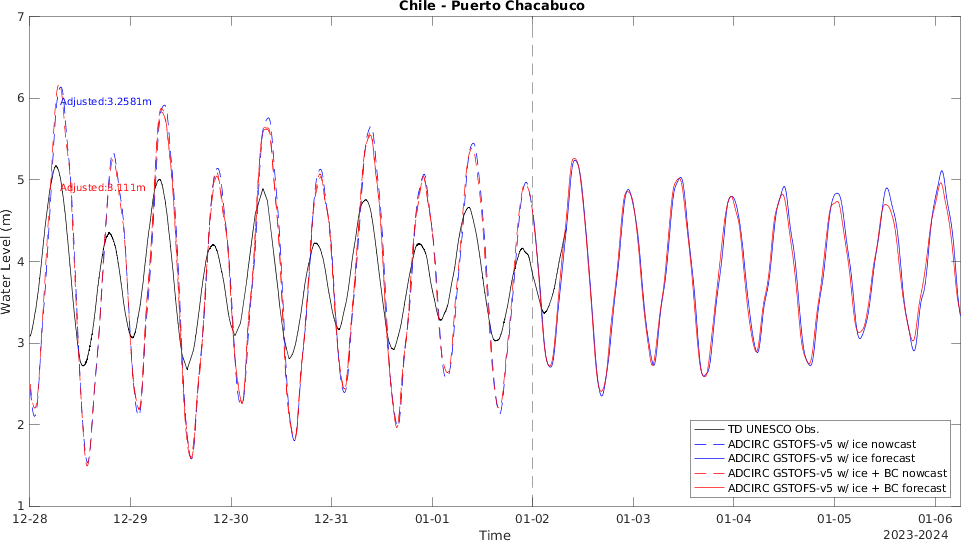 Chile - Puerto Chacabuco
7
6
5
4
3
2
1
Water Level (m)
Adjusted:3.2581m
Adjusted:3.111m
TD UNESCO Obs.
ADCIRC GSTOFS-v5 w/ ice nowcast
ADCIRC GSTOFS-v5 w/ ice forecast
ADCIRC GSTOFS-v5 w/ ice + BC nowcast
ADCIRC GSTOFS-v5 w/ ice + BC forecast
12-28 12-29 12-30 12-31 01-01 01-02 01-03 01-04 01-05 01-06
Time
2023-2024